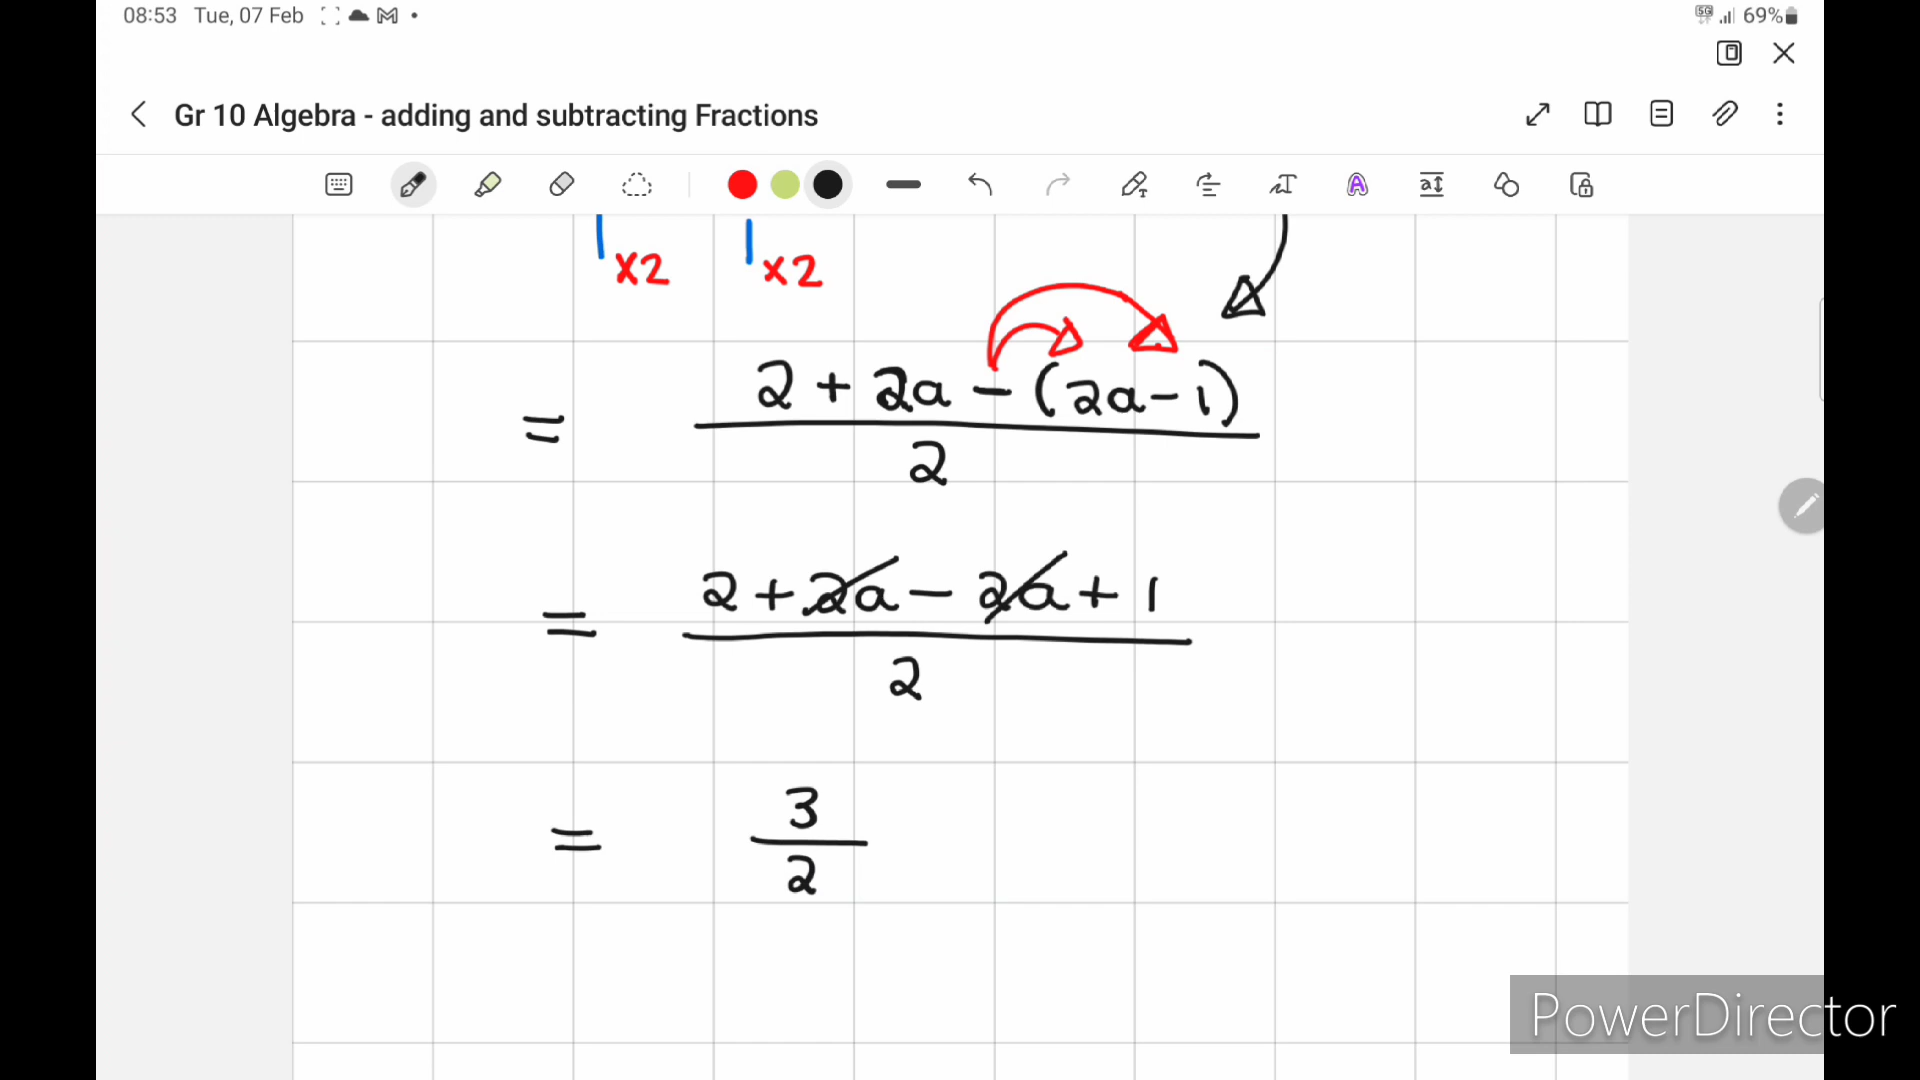 08:53 Tue, 07 Feb 5G 69%
Gr 10 Algebra - adding and subtracting Fractions
x2 x2
2 + 2a - (2a - 1)
=
2
2 + 2a - 2a + 1
=
2
3
=
2
PowerDirector